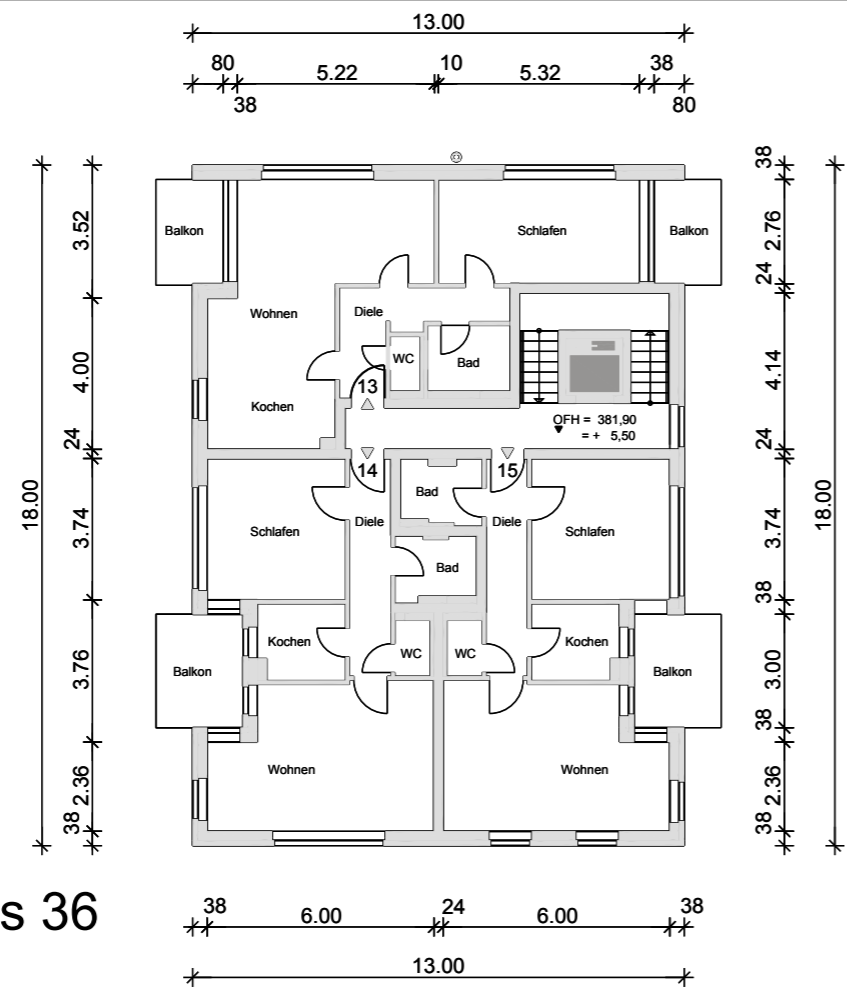 13.00
80 5.22 10 5.32 38
38 80
38
3.52 Balkon Schlafen Balkon 2.76
24
Wohnen Diele
4.00 WC Bad 4.14
13
Kochen
OFH = 381,90
= + 5,50
24 24
14 15
Bad
18.00 3.74 Schlafen Diele Diele Schlafen 3.74 18.00
Bad
38
Kochen Kochen
WC WC
3.76 Balkon Balkon 3.00
38
2.36 Wohnen Wohnen 2.36
38 38
s 36
38 6.00 24 6.00 38
13.00